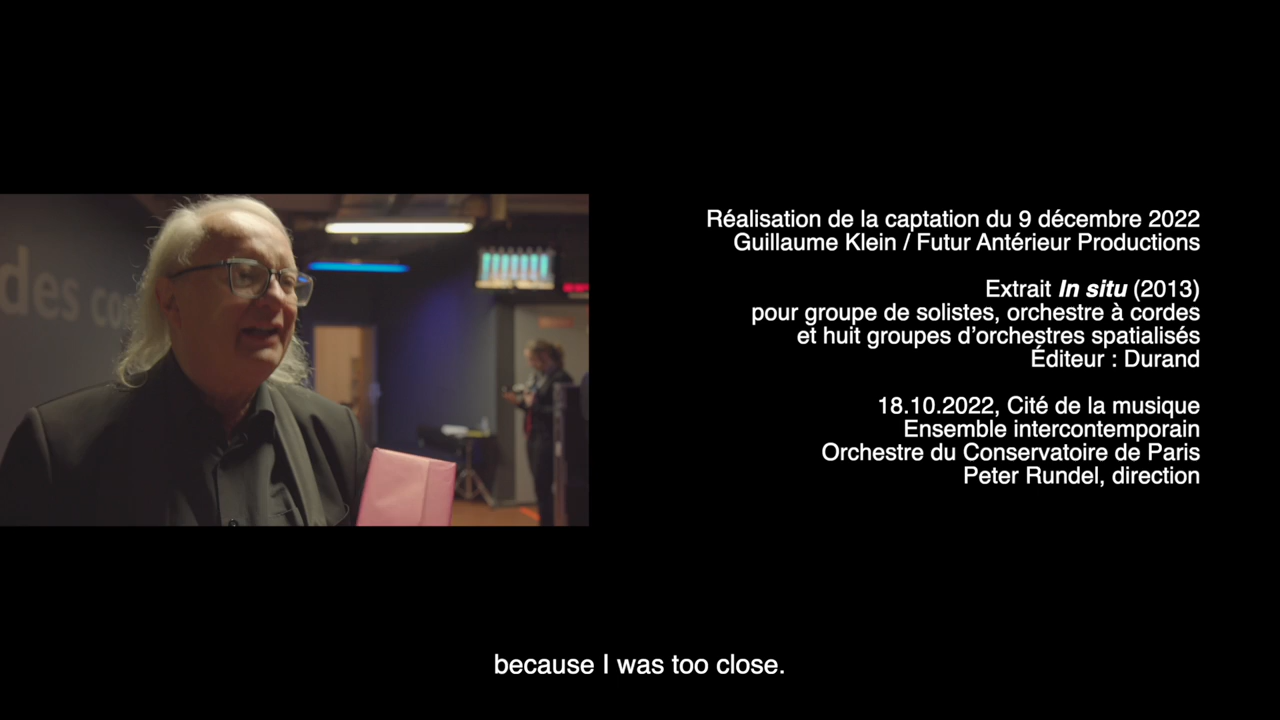 des co
Réalisation de la captation du 9 décembre 2022
Guillaume Klein / Futur Antérieur Productions
Extrait In situ (2013)
pour groupe de solistes, orchestre à cordes
et huit groupes d’orchestres spatialisés
Éditeur : Durand
18.10.2022, Cité de la musique
Ensemble intercontemporain
Orchestre du Conservatoire de Paris
Peter Rundel, direction
because I was too close.